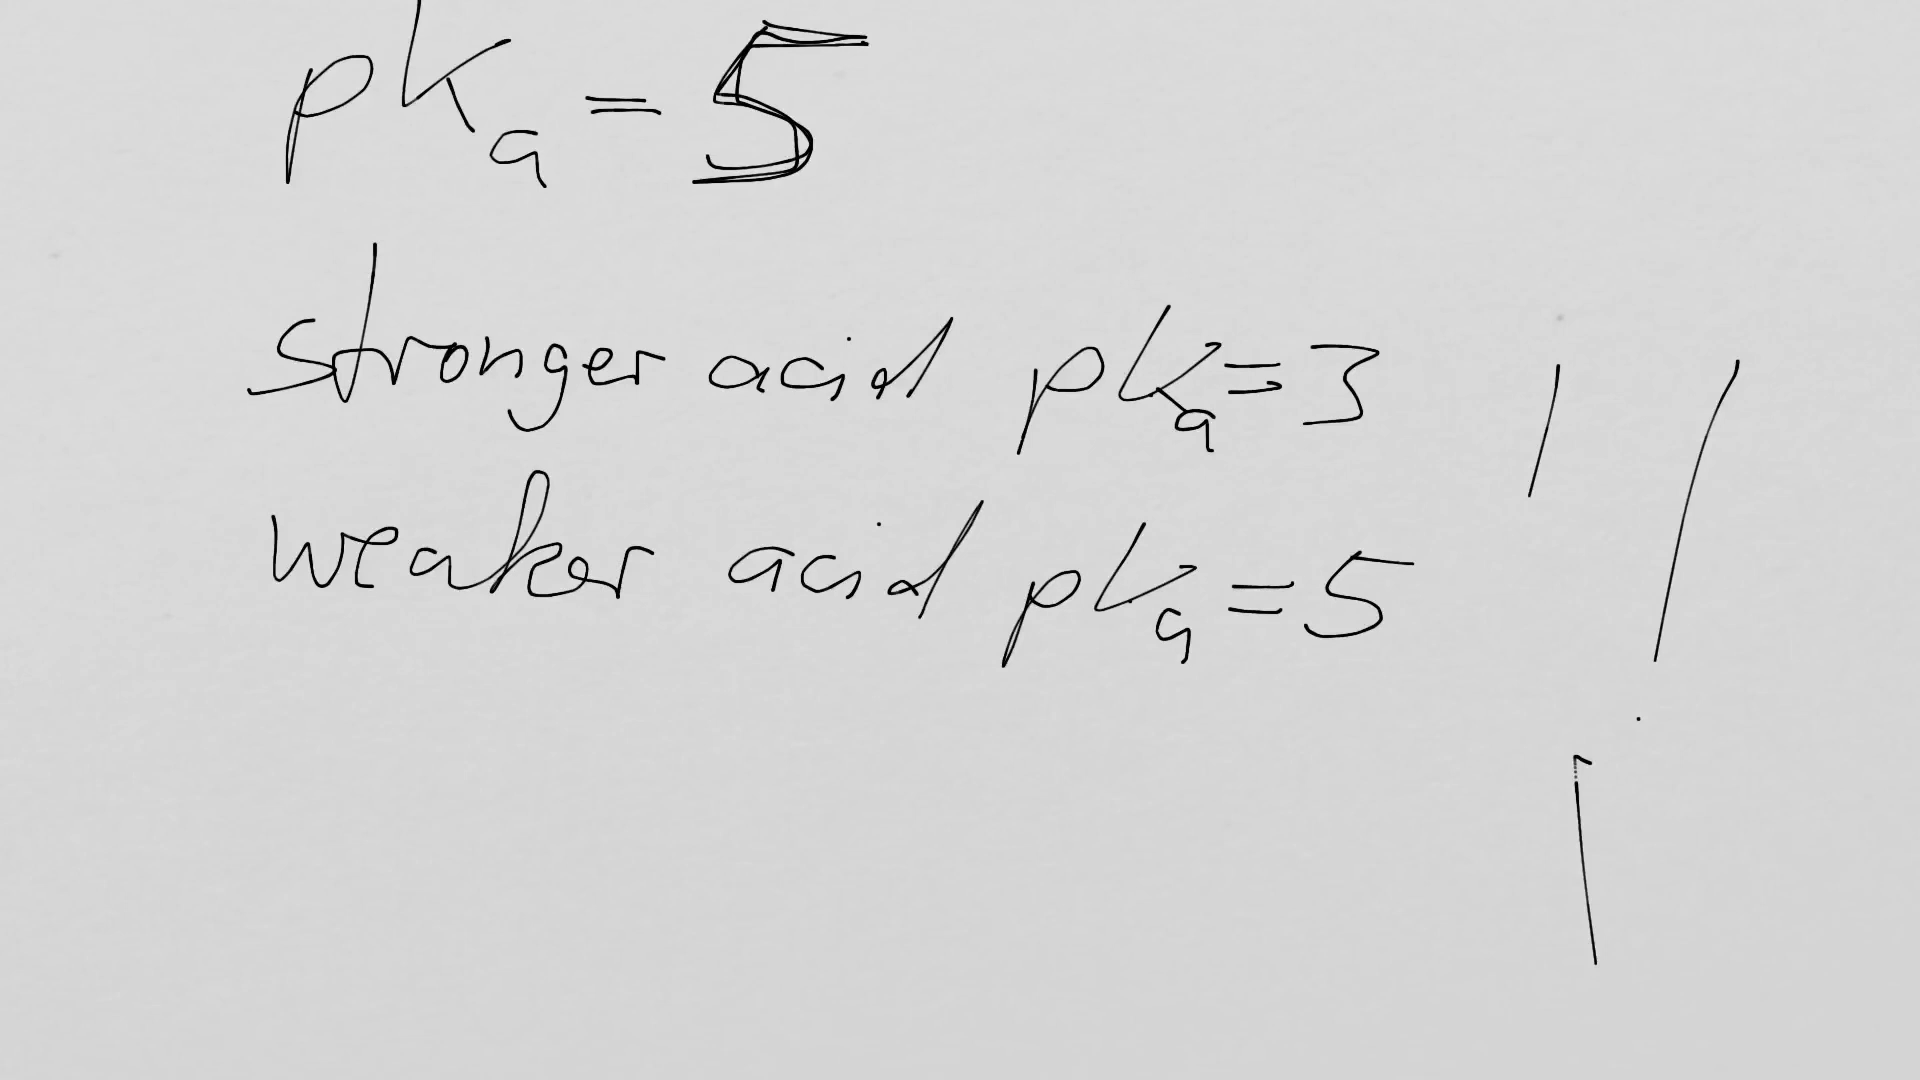 pKₐ = 5
stronger acid pKₐ = 3
weaker acid pKₐ = 5